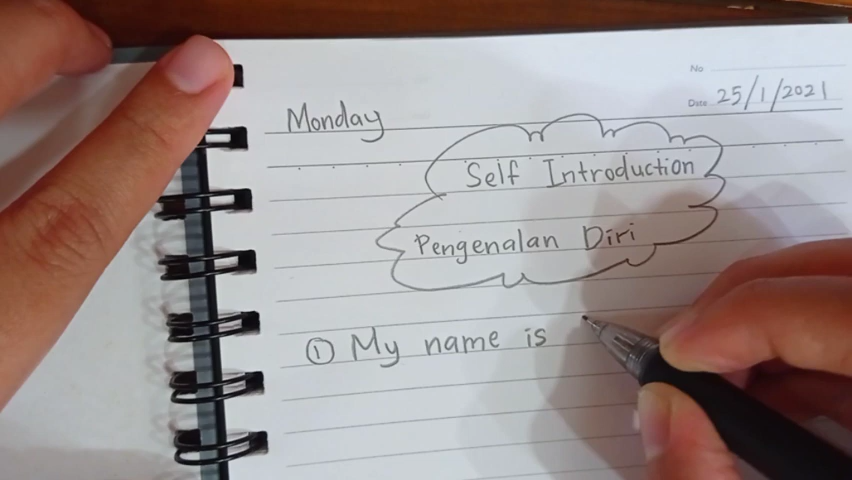 No
Date 25/1/2021
Monday
Self Introduction
Pengenalan Diri
① My name is